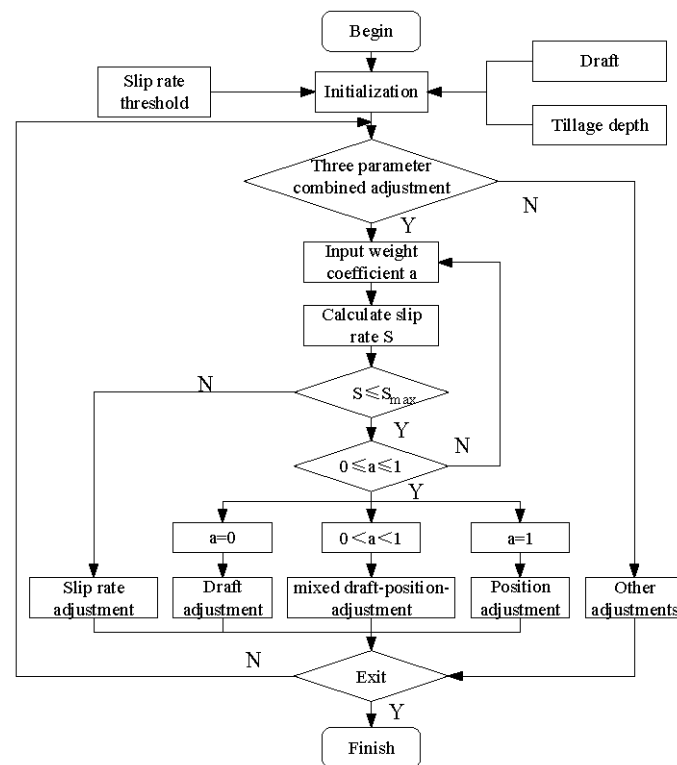 Begin
Slip rate
threshold
Initialization
Draft
Tillage depth
Three parameter
combined adjustment
N
Y
Input weight
coefficient a
Calculate slip
rate S
N
S≤Smax
Y
N
0≤a≤1
Y
a=0
0<a<1
a=1
Slip rate
adjustment
Draft
adjustment
mixed draft-position-
adjustment
Position
adjustment
Other
adjustments
N
Exit
Y
Finish